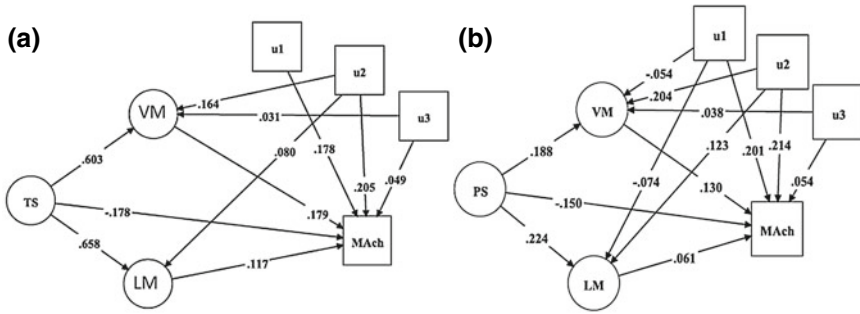 (a)
u1
u2
u3
VM
TS
LM
MAch
.164
.031
.603
.080
.178
.205
.049
-.178
.179
.658
.117
(b)
u1
u2
u3
VM
PS
LM
MAch
-.054
.204
.038
.188
.123
.201
.214
-.074
.130
.054
-.150
.224
.061